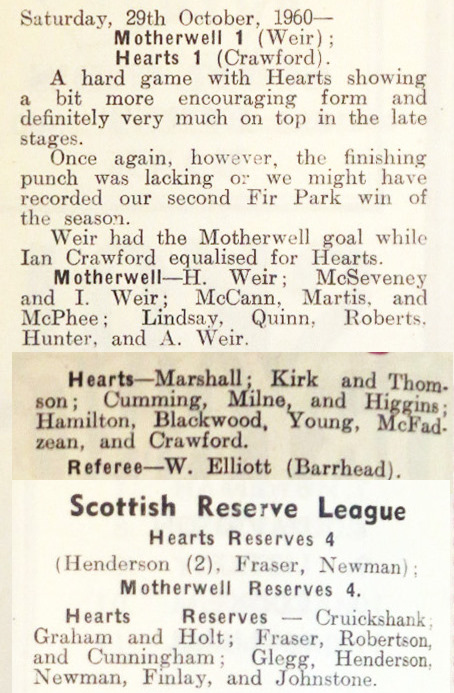 Saturday, 29th October, 1960—
Motherwell 1 (Weir);
Hearts 1 (Crawford).
A hard game with Hearts showing
a bit more encouraging form and
definitely very much on top in the late
stages.
Once again, however, the finishing
punch was lacking or we might have
recorded our second Fir Park win of
the season.
Weir had the Motherwell goal while
Ian Crawford equalised for Hearts.
Motherwell—H. Weir; McSeveney
and I. Weir; McCann, Martis, and
McPhee; Lindsay, Quinn, Roberts,
Hunter, and A. Weir.
Hearts—Marshall; Kirk and Thom-
son; Cumming, Milne, and Higgins;
Hamilton, Blackwood, Young, McFad-
zean, and Crawford.
Referee—W. Elliott (Barrhead).
Scottish Reserve League
Hearts Reserves 4
(Henderson (2), Fraser, Newman);
Motherwell Reserves 4.
Hearts Reserves — Cruickshank;
Graham and Holt; Fraser, Robertson,
and Cunningham; Glegg, Henderson,
Newman, Finlay, and Johnstone.